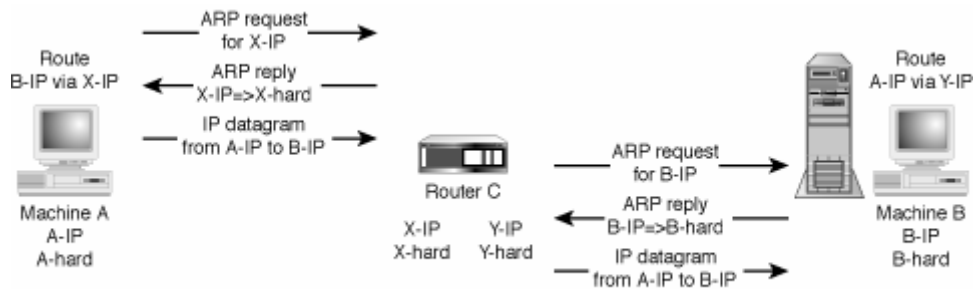 ARP request
for X-IP
Route
B-IP via X-IP
ARP reply
X-IP=>X-hard
IP datagram
from A-IP to B-IP
Machine A
A-IP
A-hard
Router C
X-IP Y-IP
X-hard Y-hard
Route
A-IP via Y-IP
ARP request
for B-IP
ARP reply
B-IP=>B-hard
IP datagram
from A-IP to B-IP
Machine B
B-IP
B-hard